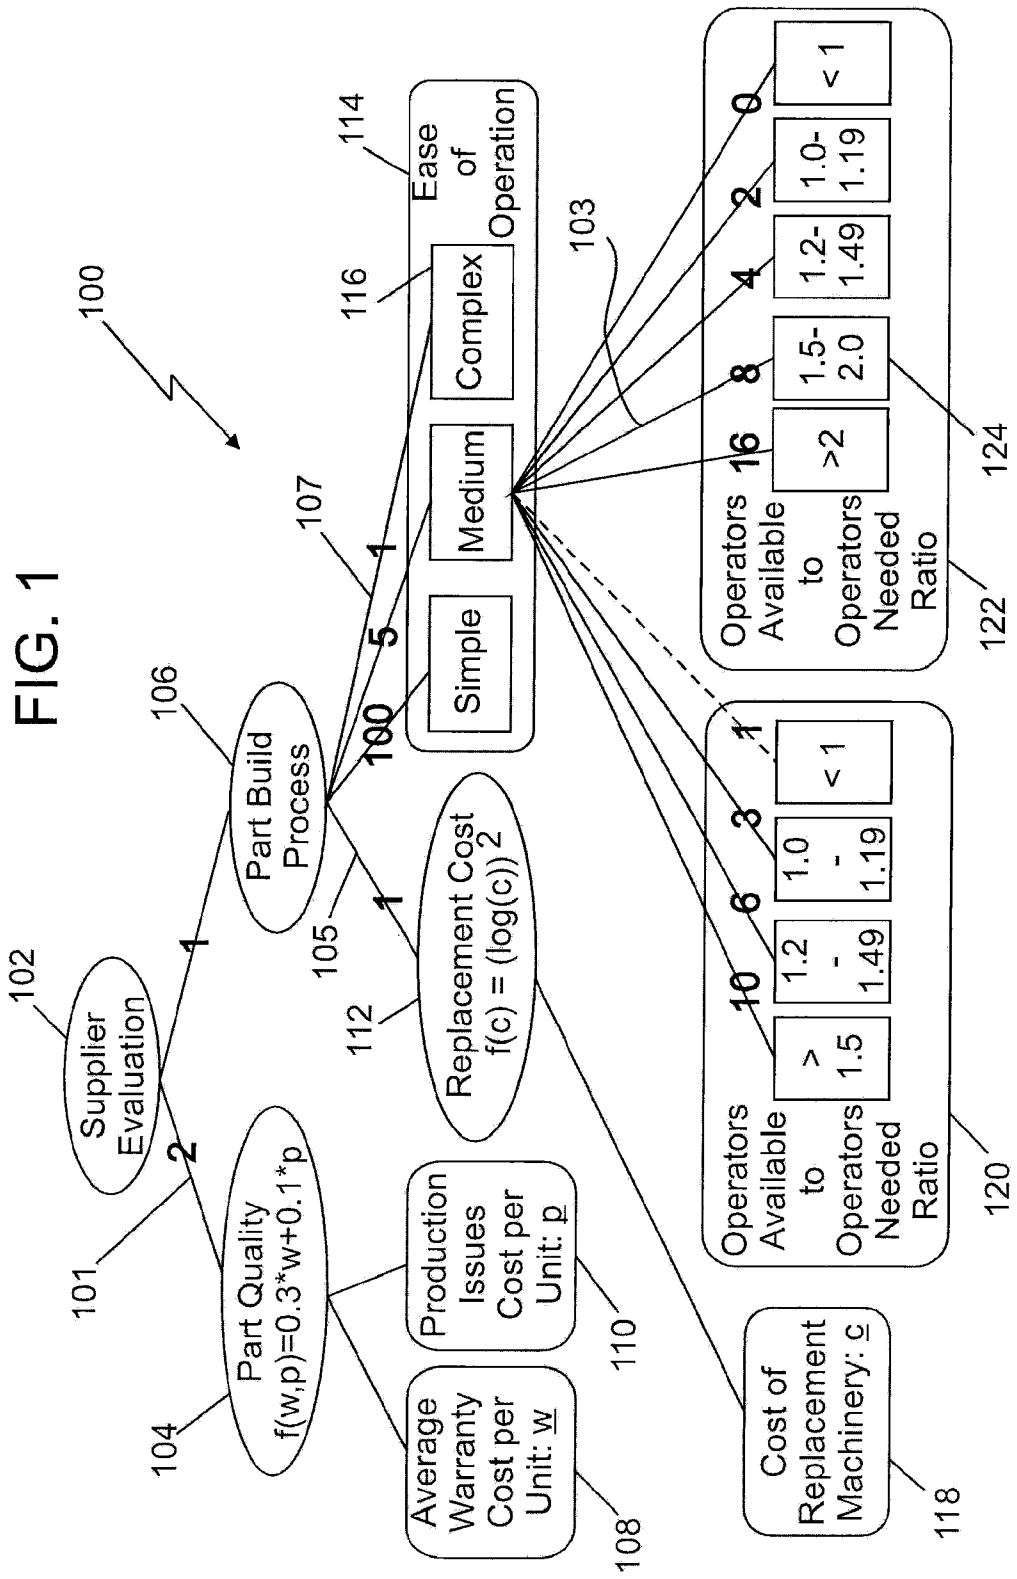 FIG. 1
100
102
Supplier
Evaluation
101
2
1
104
Part Quality
f(w,p)=0.3*w+0.1*p
106
Part Build
Process
105
107
1
100
5
1
108
Average
Warranty
Cost per
Unit: w
110
Production
Issues
Cost per
Unit: p
112
Replacement Cost
f(c) = (log(c))²
114
Ease
of
Operation
Simple
Medium
116
Complex
103
118
Cost of
Replacement
Machinery: c
120
Operators
Available
to
Operators
Needed
Ratio
10
6
3
1
>
1.5
1.2
-
1.49
1.0
-
1.19
< 1
122
Operators
Available
to
Operators
Needed
Ratio
16
8
4
2
0
>2
1.5-
2.0
1.2-
1.49
1.0-
1.19
< 1
124